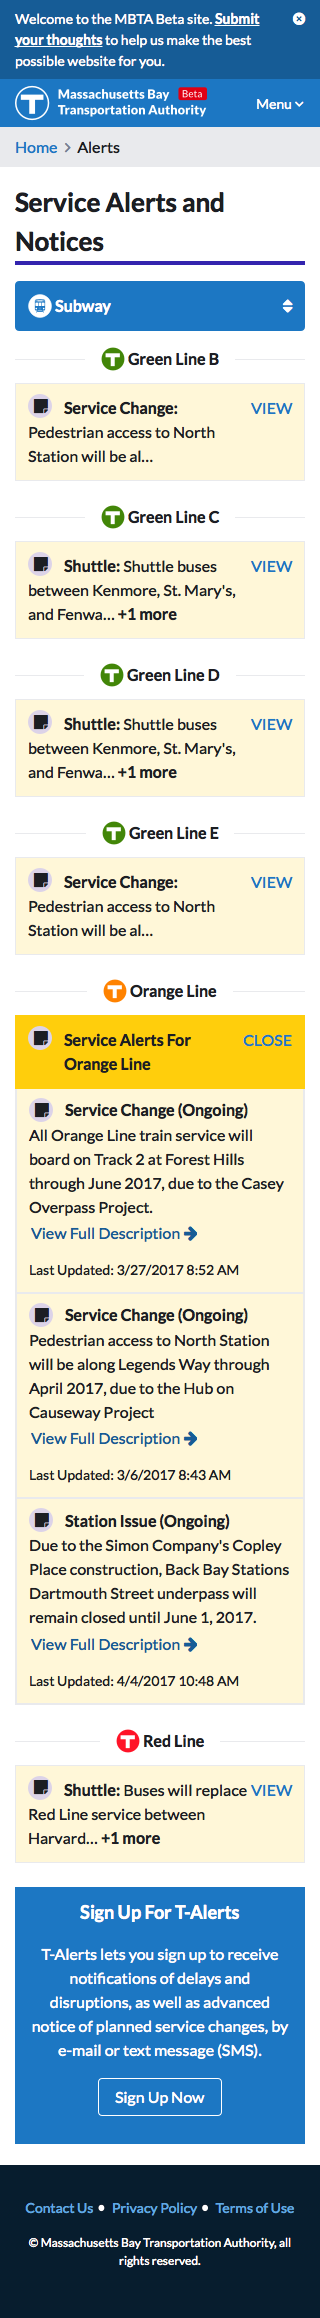 Welcome to the MBTA Beta site. Submit
your thoughts to help us make the best
possible website for you.
Massachusetts Bay Beta
Transportation Authority
Menu
Home > Alerts
Service Alerts and
Notices
Subway
T Green Line B
Service Change: VIEW
Pedestrian access to North
Station will be al...
T Green Line C
Shuttle: Shuttle buses VIEW
between Kenmore, St. Mary's,
and Fenwa... +1 more
T Green Line D
Shuttle: Shuttle buses VIEW
between Kenmore, St. Mary's,
and Fenwa... +1 more
T Green Line E
Service Change: VIEW
Pedestrian access to North
Station will be al...
T Orange Line
Service Alerts For CLOSE
Orange Line
Service Change (Ongoing)
All Orange Line train service will
board on Track 2 at Forest Hills
through June 2017, due to the Casey
Overpass Project.
View Full Description
Last Updated: 3/27/2017 8:52 AM
Service Change (Ongoing)
Pedestrian access to North Station
will be along Legends Way through
April 2017, due to the Hub on
Causeway Project
View Full Description
Last Updated: 3/6/2017 8:43 AM
Station Issue (Ongoing)
Due to the Simon Company's Copley
Place construction, Back Bay Stations
Dartmouth Street underpass will
remain closed until June 1, 2017.
View Full Description
Last Updated: 4/4/2017 10:48 AM
T Red Line
Shuttle: Buses will replace VIEW
Red Line service between
Harvard... +1 more
Sign Up For T-Alerts
T-Alerts lets you sign up to receive
notifications of delays and
disruptions, as well as advanced
notice of planned service changes, by
e-mail or text message (SMS).
Sign Up Now
Contact Us • Privacy Policy • Terms of Use
© Massachusetts Bay Transportation Authority, all
rights reserved.